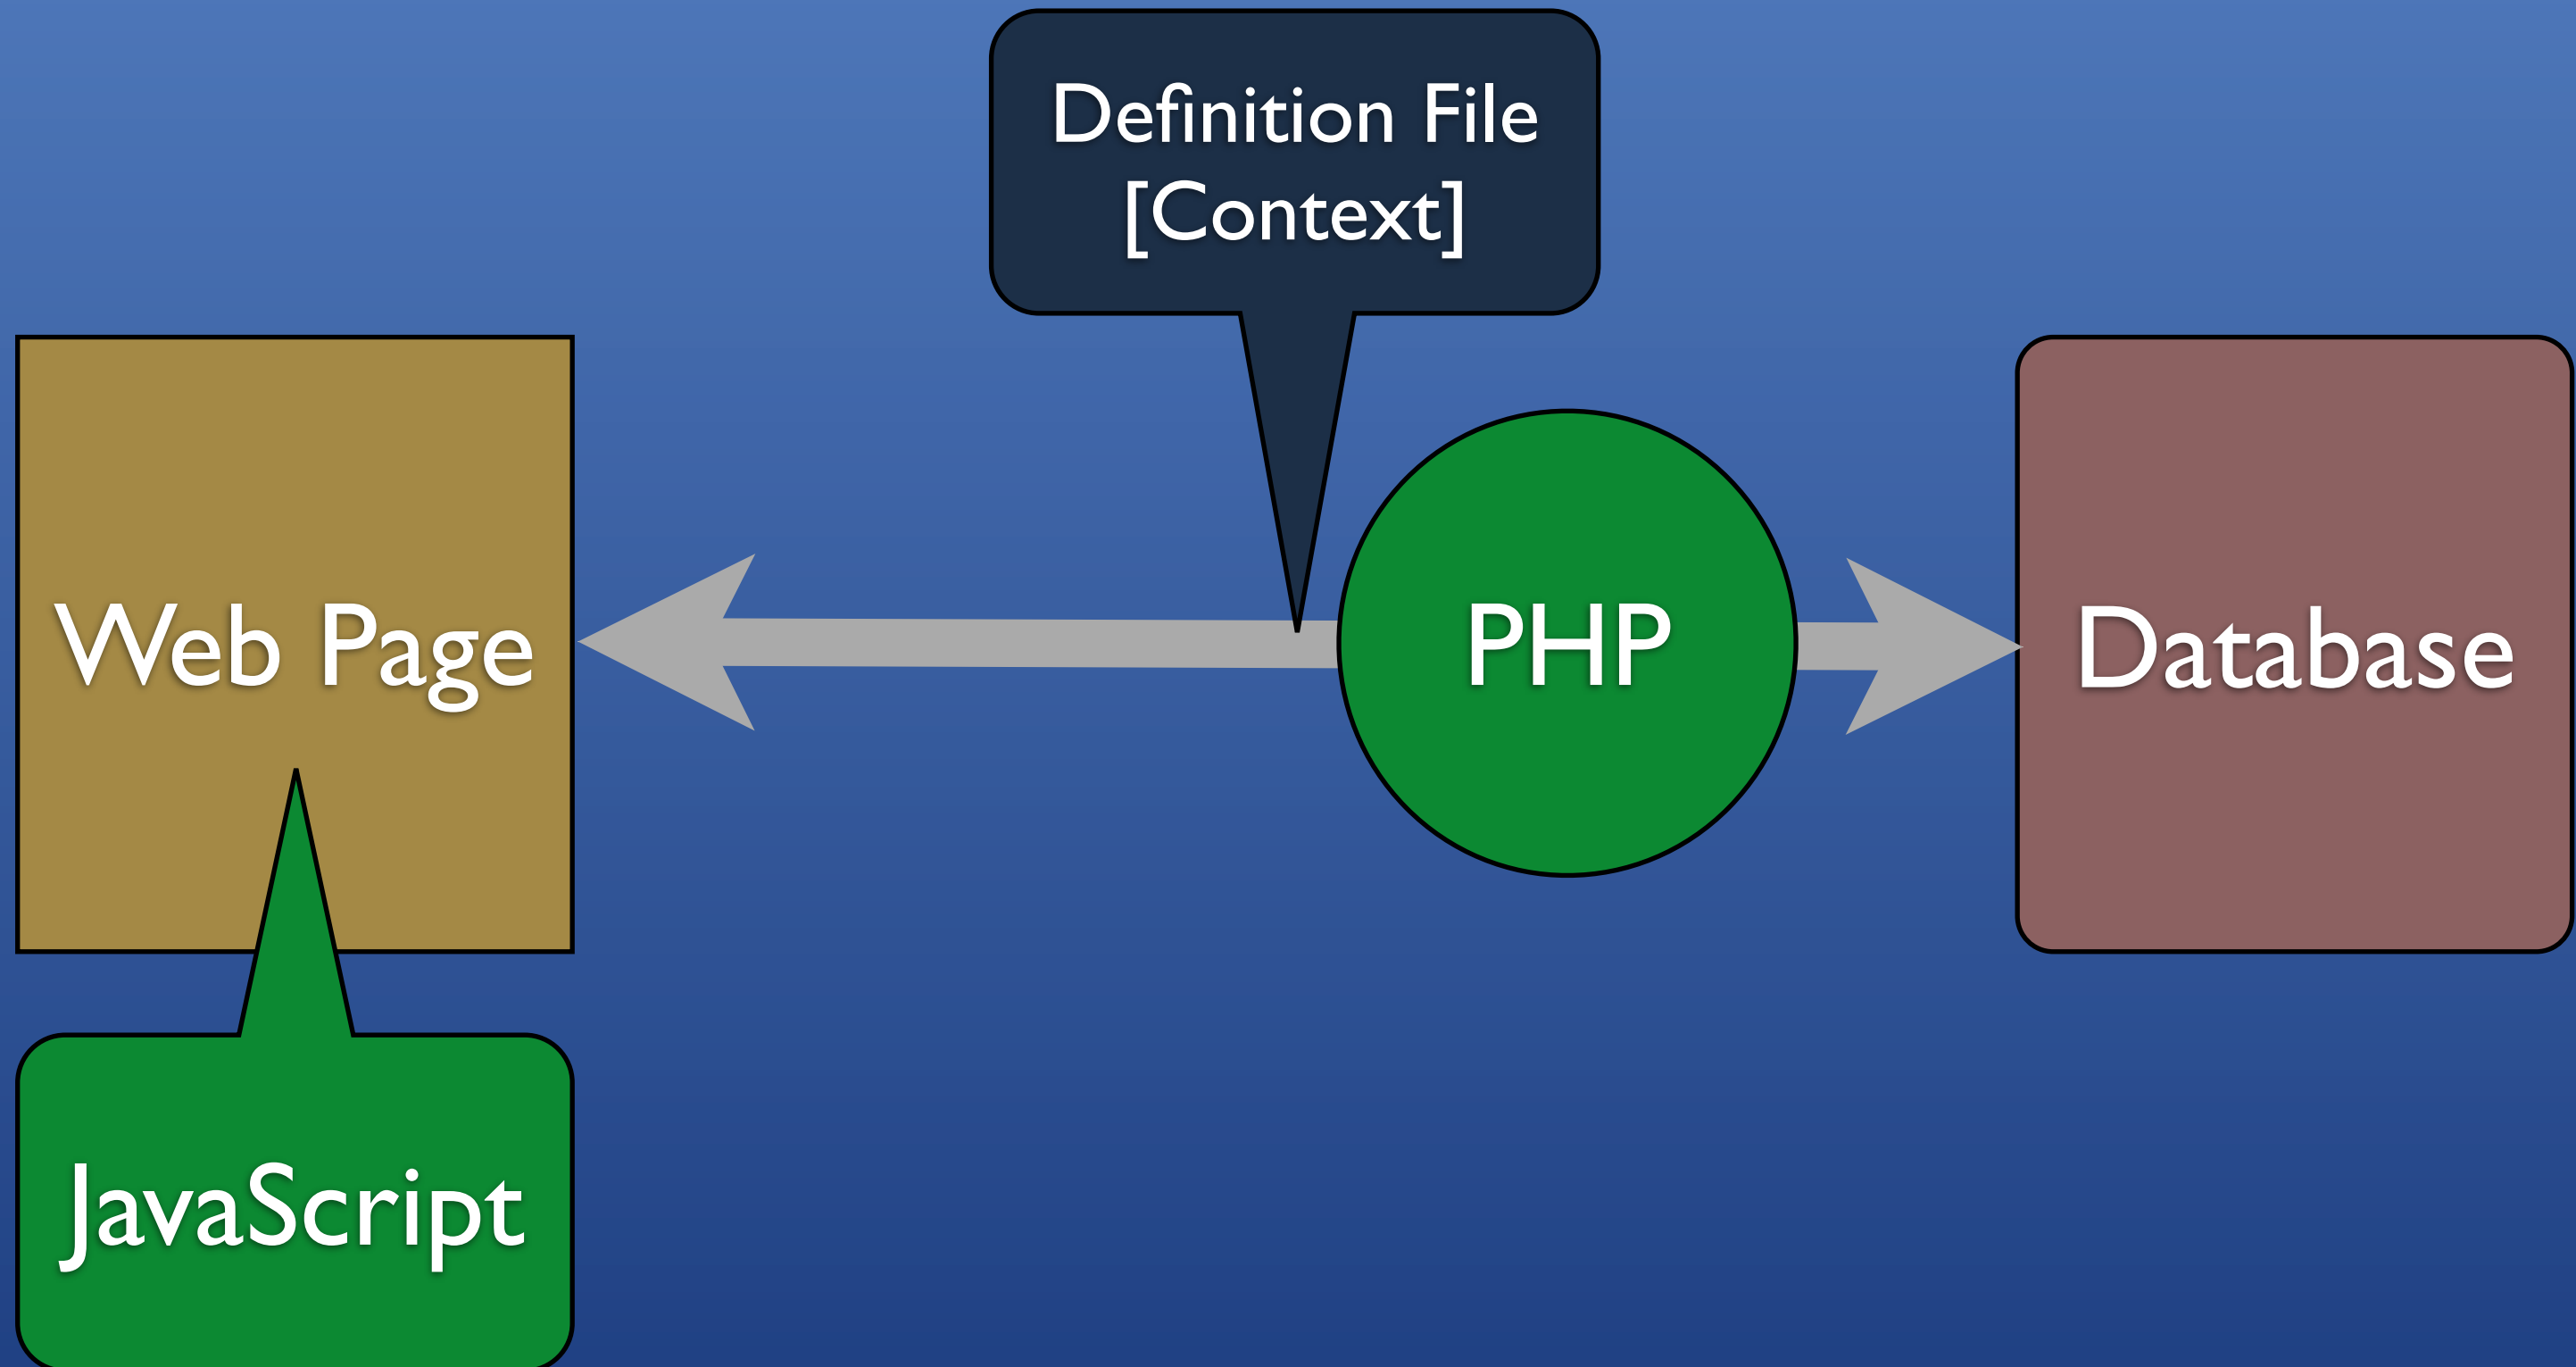 Definition File
[Context]
Web Page
PHP
Database
JavaScript